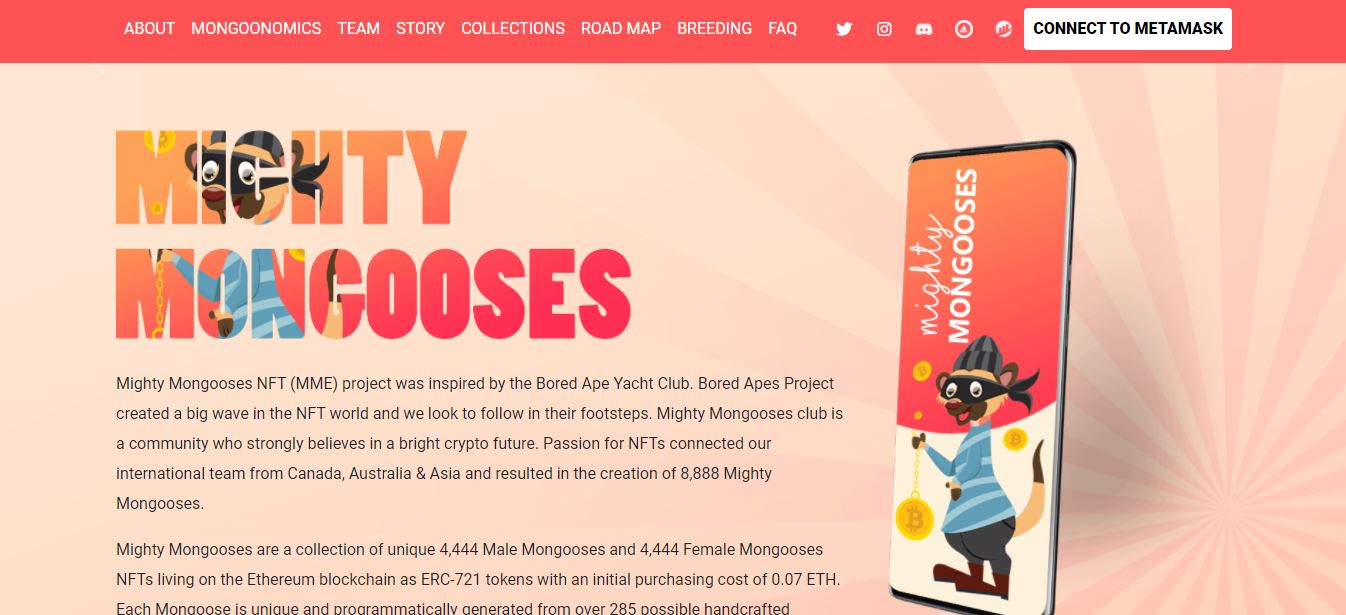 ABOUT MONGOONOMICS TEAM STORY COLLECTIONS ROAD MAP BREEDING FAQ CONNECT TO METAMASK
MIGHTY
MONGOOSES
Mighty Mongooses NFT (MME) project was inspired by the Bored Ape Yacht Club. Bored Apes Project
created a big wave in the NFT world and we look to follow in their footsteps. Mighty Mongooses club is
a community who strongly believes in a bright crypto future. Passion for NFTs connected our
international team from Canada, Australia & Asia and resulted in the creation of 8,888 Mighty
Mongooses.
Mighty Mongooses are a collection of unique 4,444 Male Mongooses and 4,444 Female Mongooses
NFTs living on the Ethereum blockchain as ERC-721 tokens with an initial purchasing cost of 0.07 ETH.
Each Mongoose is unique and programmatically generated from over 285 possible handcrafted
mighty
MONGOOSES